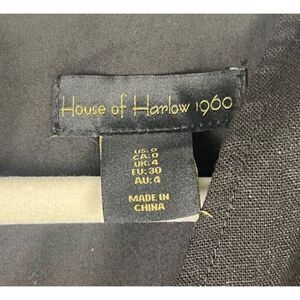 House of Harlow 1960
US: 0
CA: 0
UK: 4
EU: 30
AU: 4
MADE IN
CHINA